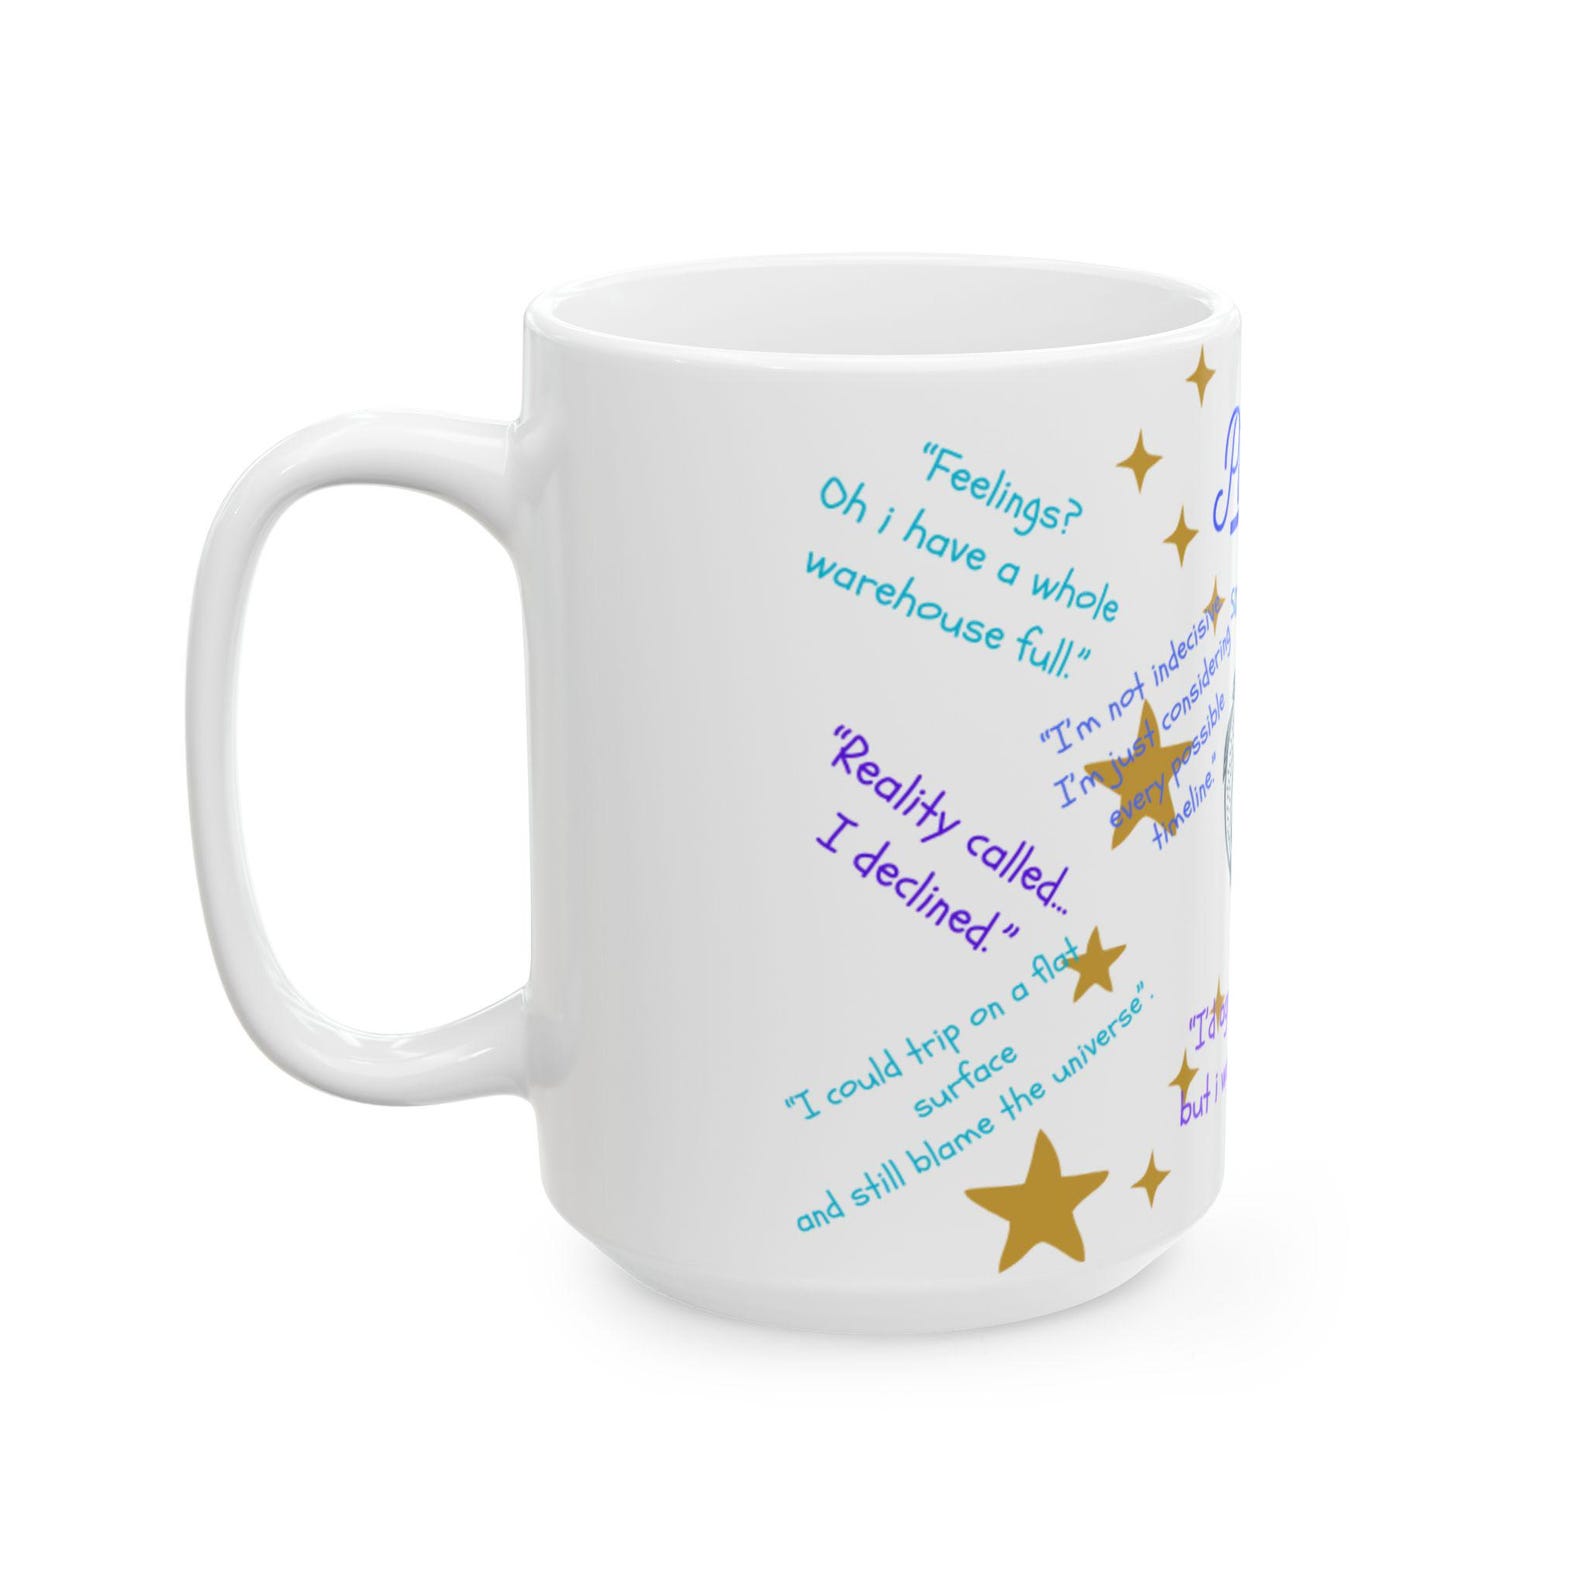 “Feelings?
Oh i have a whole
warehouse full.”
“I'm not indecisive
I'm just considering
every possible
timeline.”
“Reality called...
I declined.”
“I could trip on a flat
surface
and still blame the universe”.
“I'd
but i